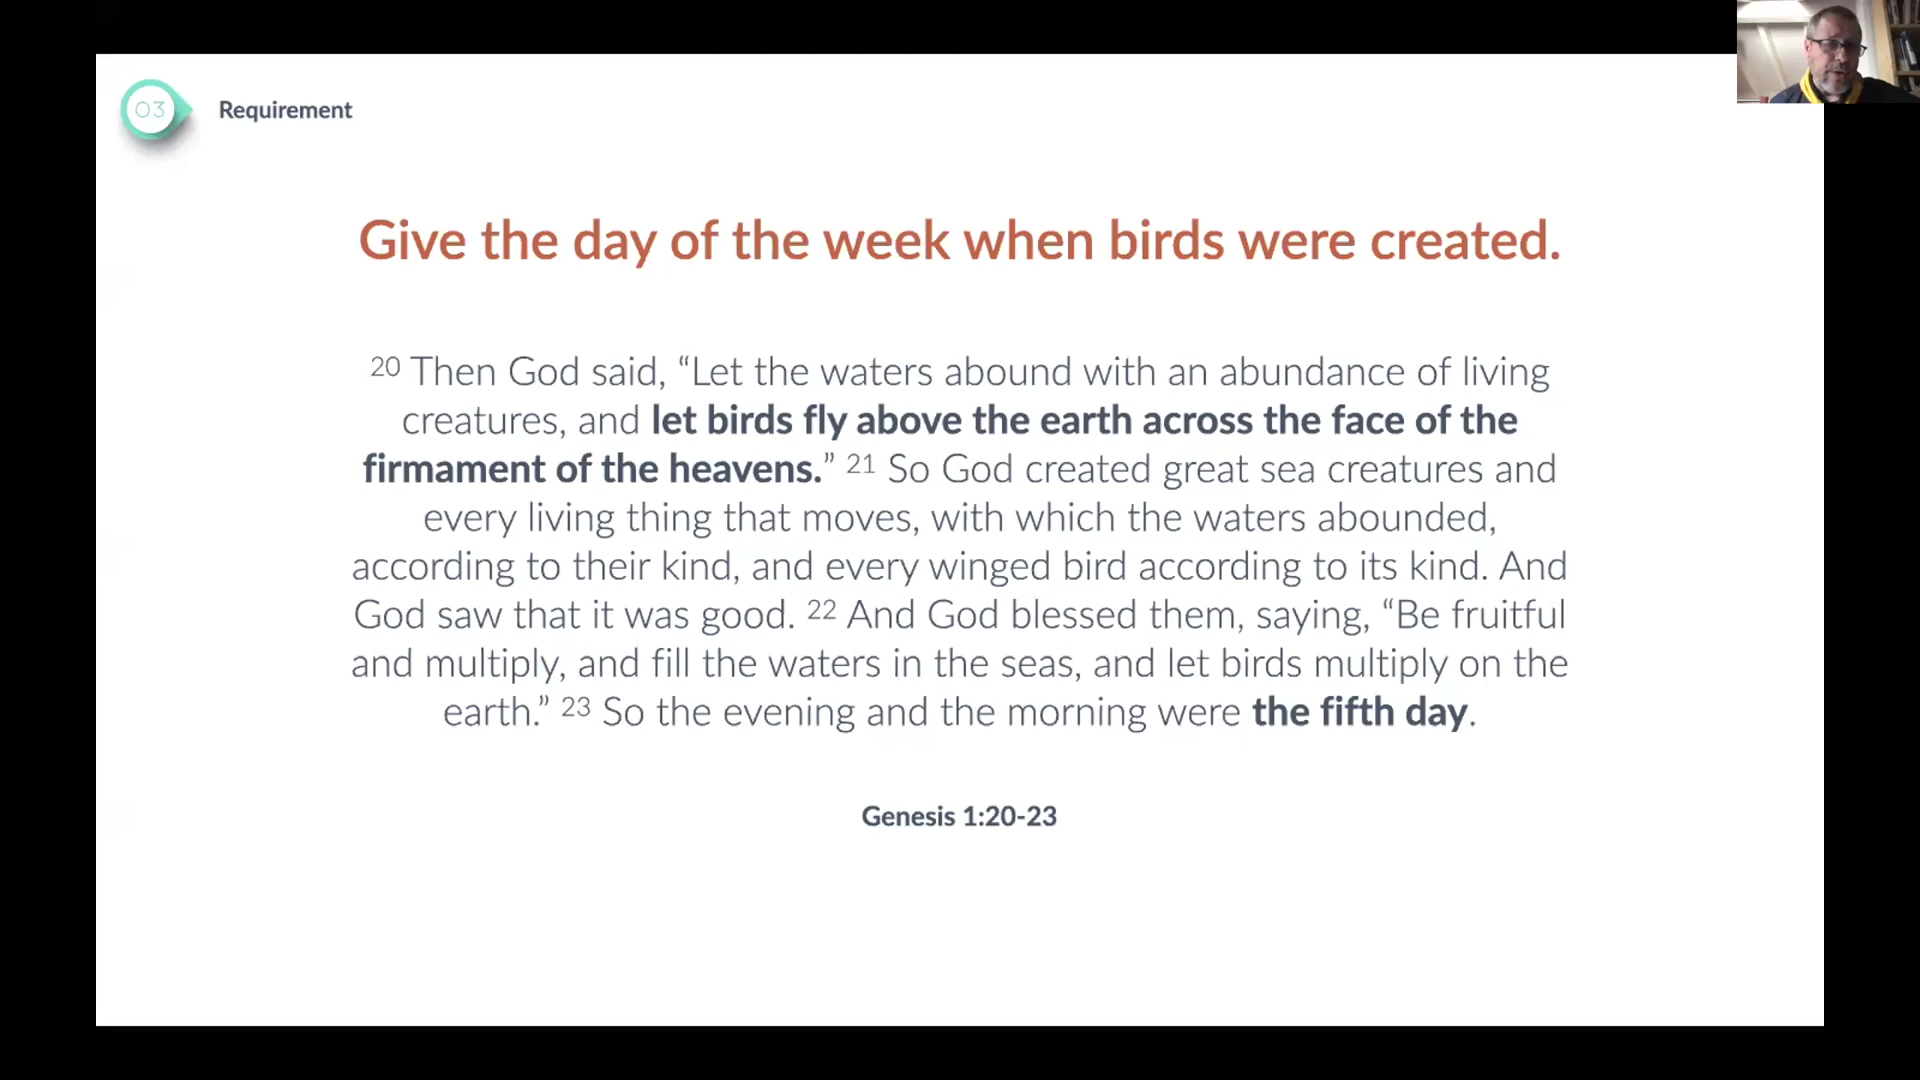 03
Requirement
Give the day of the week when birds were created.
20 Then God said, “Let the waters abound with an abundance of living
creatures, and let birds fly above the earth across the face of the
firmament of the heavens.” 21 So God created great sea creatures and
every living thing that moves, with which the waters abounded,
according to their kind, and every winged bird according to its kind. And
God saw that it was good. 22 And God blessed them, saying, “Be fruitful
and multiply, and fill the waters in the seas, and let birds multiply on the
earth.” 23 So the evening and the morning were the fifth day.
Genesis 1:20-23